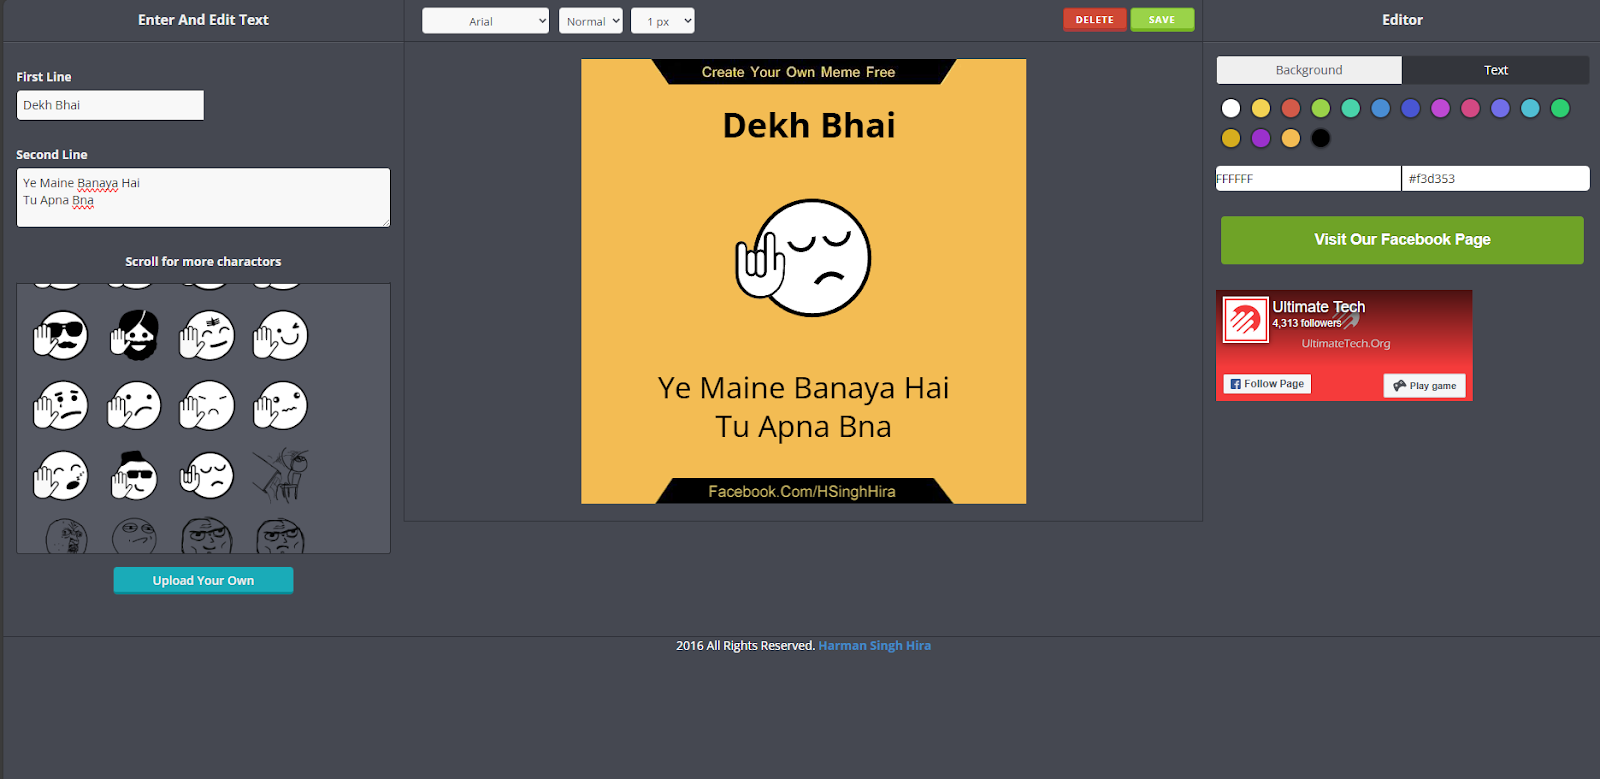 Enter And Edit Text
Arial
Normal
1 px
DELETE
SAVE
Editor
First Line
Dekh Bhai
Second Line
Ye Maine Banaya Hai
Tu Apna Bna
Scroll for more charactors
Upload Your Own
Create Your Own Meme Free
Dekh Bhai
Ye Maine Banaya Hai
Tu Apna Bna
Facebook.Com/HSinghHira
Background
Text
FFFFFF
#f3d353
Visit Our Facebook Page
Ultimate Tech
4,313 followers
UltimateTech.Org
Follow Page
Play game
2016 All Rights Reserved. Harman Singh Hira